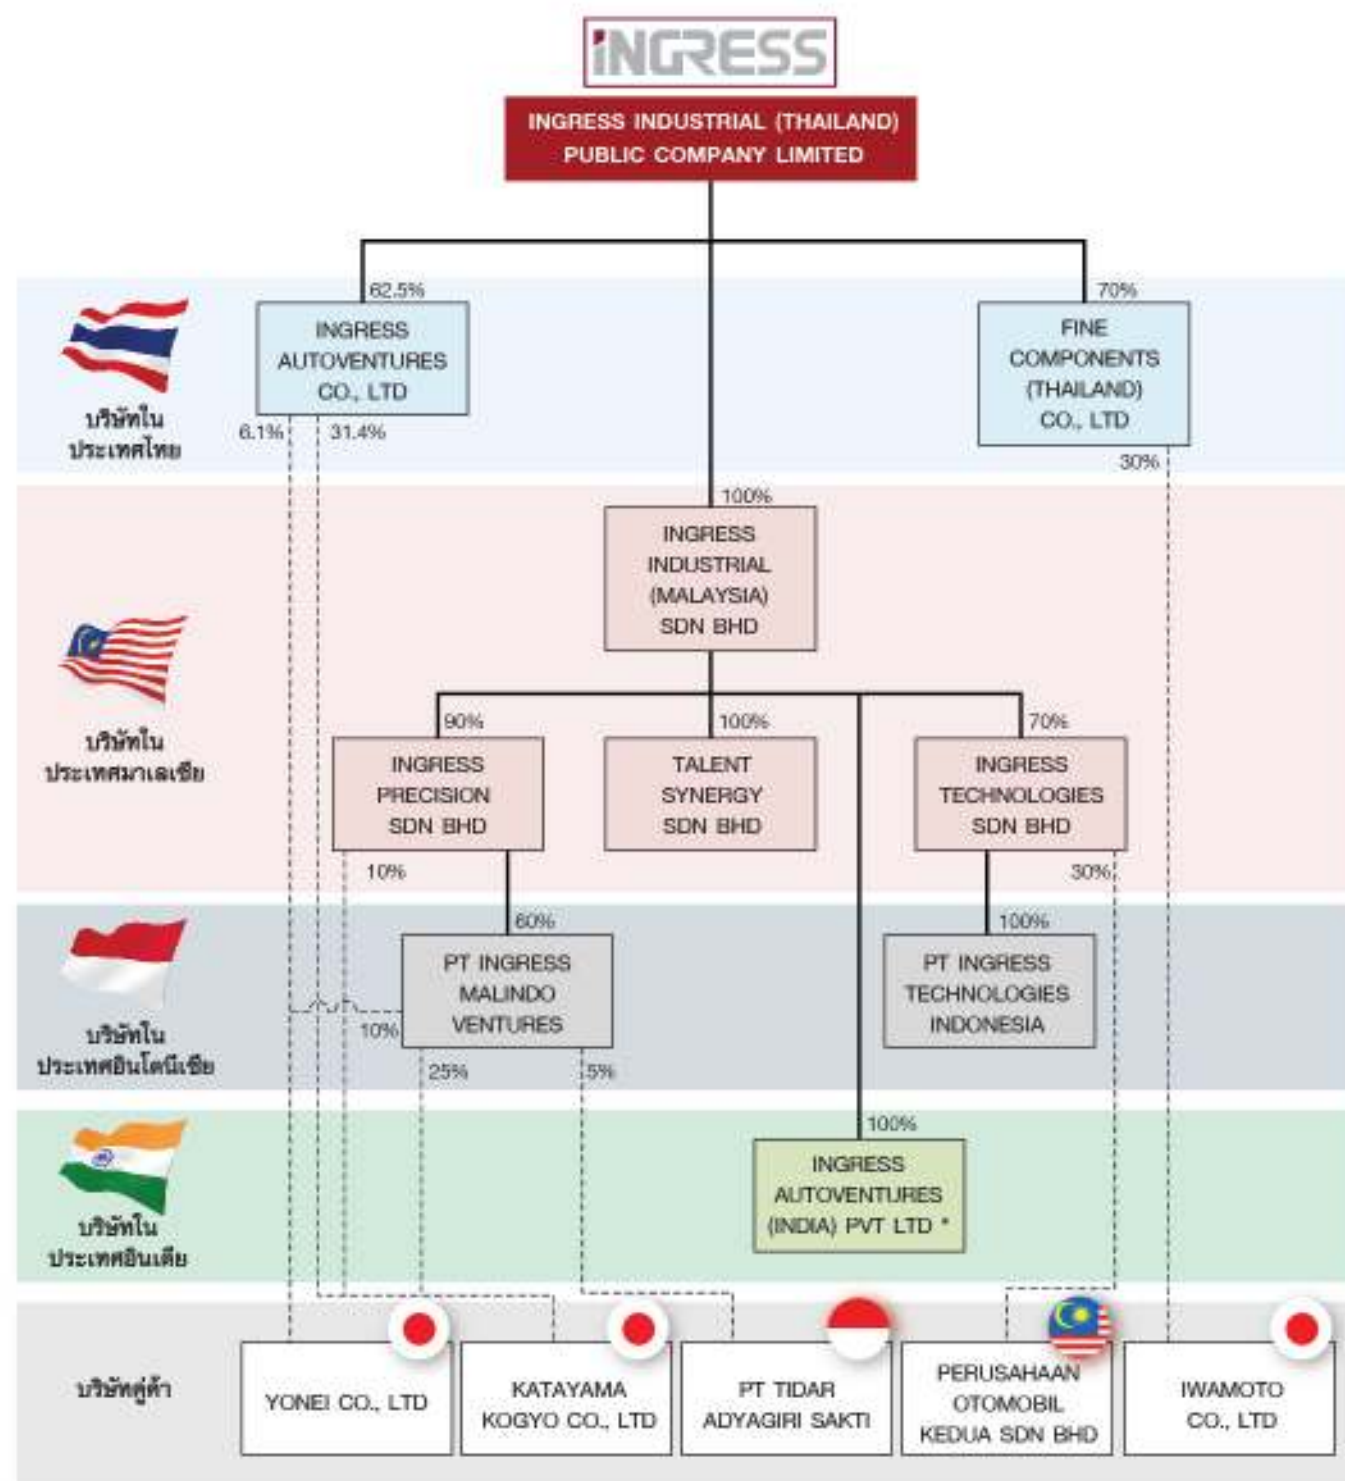 iNGRESS
INGRESS INDUSTRIAL (THAILAND)
PUBLIC COMPANY LIMITED
62.5%
70%
INGRESS
AUTOVENTURES
CO., LTD
FINE
COMPONENTS
(THAILAND)
CO., LTD
บริษัทใน
ประเทศไทย
6.1%
31.4%
30%
100%
INGRESS
INDUSTRIAL
(MALAYSIA)
SDN BHD
บริษัทใน
ประเทศมาเลเซีย
90%
100%
70%
INGRESS
PRECISION
SDN BHD
TALENT
SYNERGY
SDN BHD
INGRESS
TECHNOLOGIES
SDN BHD
10%
30%
60%
100%
PT INGRESS
MALINDO
VENTURES
PT INGRESS
TECHNOLOGIES
INDONESIA
บริษัทใน
ประเทศอินโดนีเซีย
10%
25%
5%
100%
INGRESS
AUTOVENTURES
(INDIA) PVT LTD *
บริษัทใน
ประเทศอินเดีย
บริษัทคู่ค้า
YONEI CO., LTD
KATAYAMA
KOGYO CO., LTD
PT TIDAR
ADYAGIRI SAKTI
PERUSAHAAN
OTOMOBIL
KEDUA SDN BHD
IWAMOTO
CO., LTD